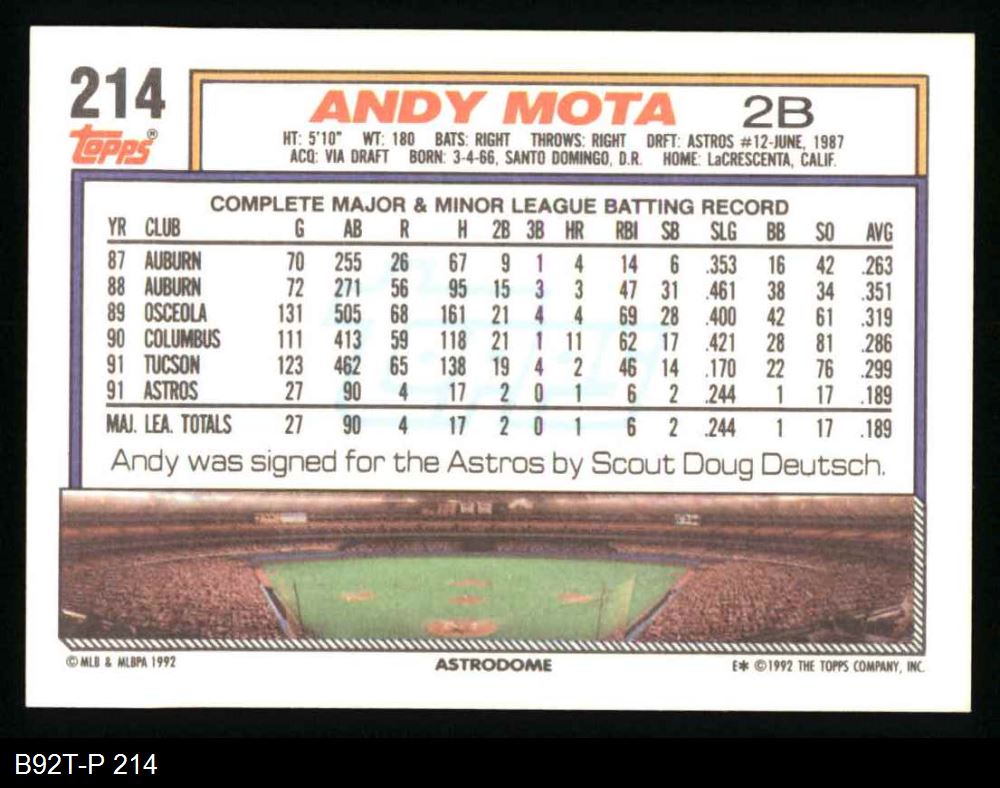 214
Topps®
ANDY MOTA 2B
HT: 5'10" WT: 180 BATS: RIGHT THROWS: RIGHT DRFT: ASTROS #12-JUNE, 1987
ACQ: VIA DRAFT BORN: 3-4-66, SANTO DOMINGO, D.R. HOME: LaCRESCENTA, CALIF.
COMPLETE MAJOR & MINOR LEAGUE BATTING RECORD
YR CLUB G AB R H 2B 3B HR RBI SB SLG BB SO AVG
87 AUBURN 70 255 26 67 9 1 4 14 6 .353 16 42 .263
88 AUBURN 72 271 56 95 15 3 3 47 31 .461 38 34 .351
89 OSCEOLA 131 505 68 161 21 4 4 69 28 .400 42 61 .319
90 COLUMBUS 111 413 59 118 21 1 11 62 17 .421 28 81 .286
91 TUCSON 123 462 65 138 19 4 2 46 14 .170 22 76 .299
91 ASTROS 27 90 4 17 2 0 1 6 2 .244 1 17 .189
MAJ. LEA. TOTALS 27 90 4 17 2 0 1 6 2 .244 1 17 .189
Andy was signed for the Astros by Scout Doug Deutsch.
© MLB & MLBPA 1992 ASTRODOME E* © 1992 THE TOPPS COMPANY, INC.
B92T-P 214